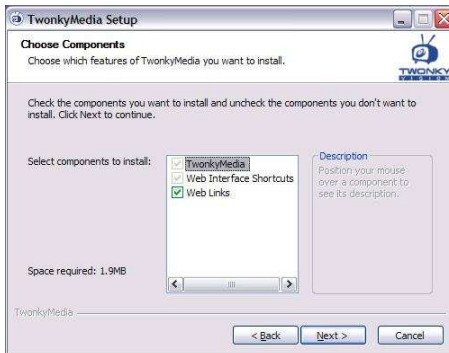 TwonkyMedia Setup
Choose Components
Choose which features of TwonkyMedia you want to install.
TWONKY
VISION
Check the components you want to install and uncheck the components you don't want to
install. Click Next to continue.
Select components to install:
TwonkyMedia
Web Interface Shortcuts
Web Links
Description
Position your mouse
over a component to
see its description.
Space required: 1.9MB
TwonkyMedia
< Back
Next >
Cancel